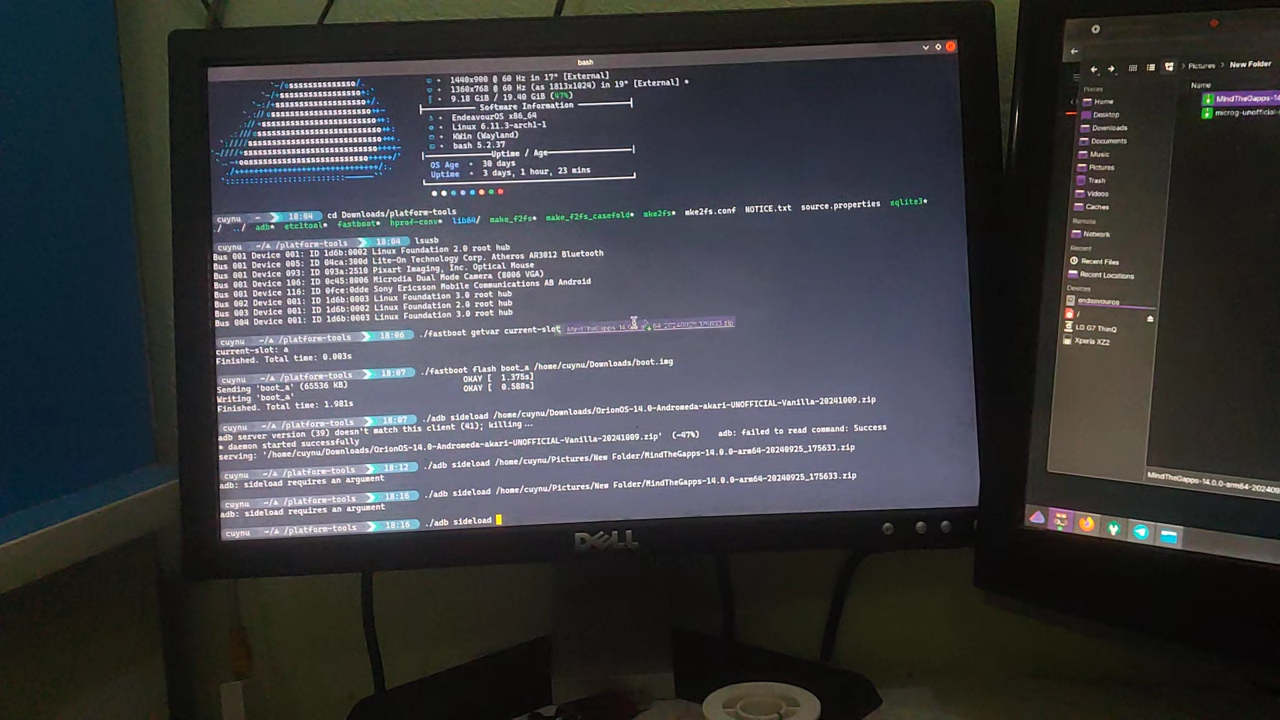 bash
1440x900 @ 60 Hz in 17" [External]
1360x768 @ 60 Hz (as 1813x1024) in 19" [External] *
9.18 GiB / 19.40 GiB (47%)
Software Information
EndeavourOS x86_64
Linux 6.11.3-arch1-1
KWin (Wayland)
bash 5.2.37
Uptime / Age
OS Age • 30 days
Uptime • 3 days, 1 hour, 23 mins
cuynu ~ 18:04 cd Downloads/platform-tools
./ ../ adb* etc1tool* fastboot* hprof-conv* lib64/ make_f2fs* make_f2fs_casefold* mke2fs* mke2fs.conf NOTICE.txt source.properties sqlite3*
cuynu ~/ /platform-tools 18:04 lsusb
Bus 001 Device 001: ID 1d6b:0002 Linux Foundation 2.0 root hub
Bus 001 Device 005: ID 04ca:300d Lite-On Technology Corp. Atheros AR3012 Bluetooth
Bus 001 Device 093: ID 093a:2510 Pixart Imaging, Inc. Optical Mouse
Bus 001 Device 106: ID 0c45:8006 Microdia Dual Mode Camera (8006 VGA)
Bus 001 Device 116: ID 0fce:0dde Sony Ericsson Mobile Communications AB Android
Bus 002 Device 001: ID 1d6b:0003 Linux Foundation 3.0 root hub
Bus 003 Device 001: ID 1d6b:0002 Linux Foundation 2.0 root hub
Bus 004 Device 001: ID 1d6b:0003 Linux Foundation 3.0 root hub
cuynu ~/ /platform-tools 18:06 ./fastboot getvar current-slot
current-slot: a
Finished. Total time: 0.003s
cuynu ~/ /platform-tools 18:07 ./fastboot flash boot_a /home/cuynu/Downloads/boot.img
Sending 'boot_a' (65536 KB) OKAY [ 1.375s]
Writing 'boot_a' OKAY [ 0.588s]
Finished. Total time: 1.981s
cuynu ~/ /platform-tools 18:07 ./adb sideload /home/cuynu/Downloads/OrionOS-14.0-Andromeda-akari-UNOFFICIAL-Vanilla-20241009.zip
adb server version (39) doesn't match this client (41); killing...
* daemon started successfully
serving: '/home/cuynu/Downloads/OrionOS-14.0-Andromeda-akari-UNOFFICIAL-Vanilla-20241009.zip' (~47%) adb: failed to read command: Success
cuynu ~/ /platform-tools 18:12 ./adb sideload /home/cuynu/Pictures/New Folder/MindTheGapps-14.0.0-arm64-20240925_175633.zip
adb: sideload requires an argument
cuynu ~/ /platform-tools 18:16 ./adb sideload /home/cuynu/Pictures/New Folder/MindTheGapps-14.0.0-arm64-20240925_175633.zip
adb: sideload requires an argument
cuynu ~/ /platform-tools 18:16 ./adb sideload
DELL
Pictures > New Folder
Places
Home
Desktop
Downloads
Documents
Music
Pictures
Trash
Videos
Caches
Remote
Network
Recent
Recent Files
Recent Locations
Devices
endeavouros
/
LG G7 ThinQ
Xperia XZ2
Name
MindTheGapps-14
microg-unofficial-
MindTheGapps-14.0.0-arm64-202409